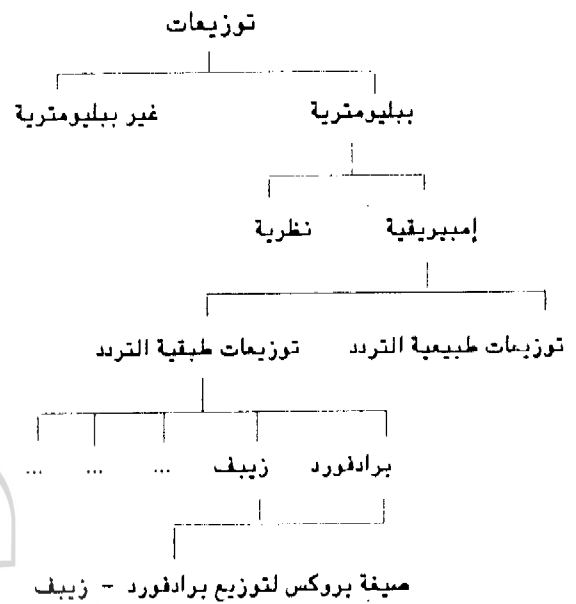 توزيعات
ببليومترية غير ببليومترية
إمبيريقية نظرية
توزيعات طبيعية التردد توزيعات طبقية التردد
برادفورد زيبف ... ... ...
صيغة بروكس لتوزيع برادفورد - زيبف